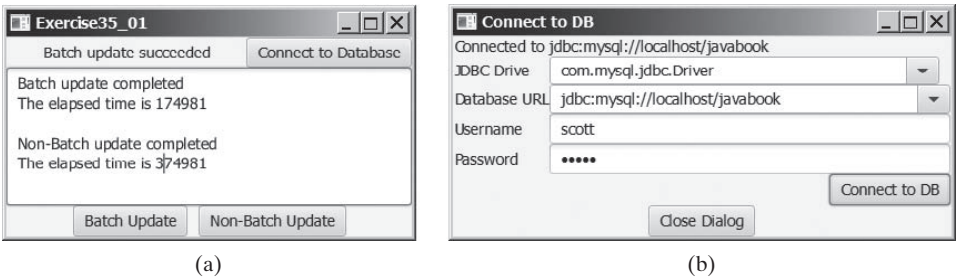 Exercise35_01
Batch update succeeded
Connect to Database
Batch update completed
The elapsed time is 174981
Non-Batch update completed
The elapsed time is 374981
Batch Update
Non-Batch Update
(a)
Connect to DB
Connected to jdbc:mysql://localhost/javabook
JDBC Drive com.mysql.jdbc.Driver
Database URL jdbc:mysql://localhost/javabook
Username scott
Password •••••
Connect to DB
Close Dialog
(b)